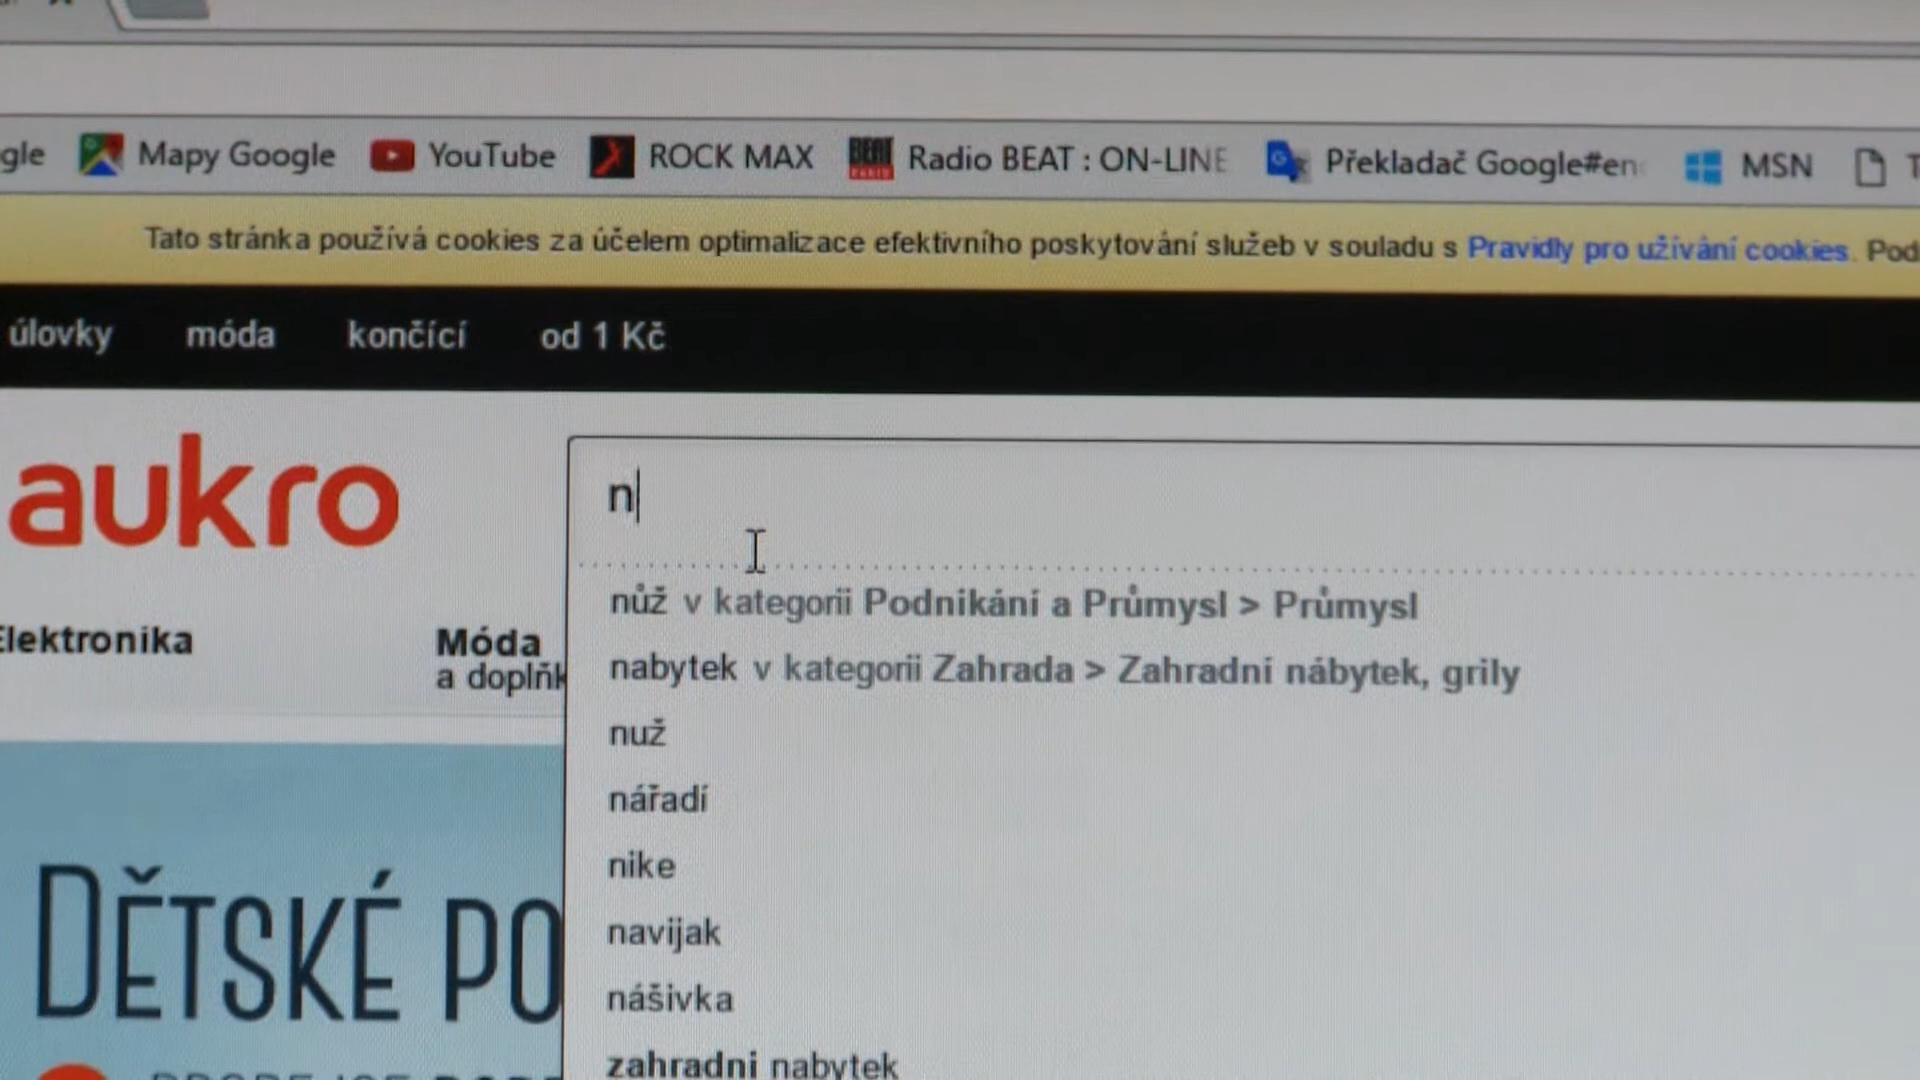 gle Mapy Google YouTube ROCK MAX BEAT Radio BEAT : ON-LINE Překladač Google#en MSN
Tato stránka používá cookies za účelem optimalizace efektivního poskytování služeb v souladu s Pravidly pro užívání cookies. Pod
úlovky móda končící od 1 Kč
aukro
n
nůž v kategorii Podnikání a Průmysl > Průmysl
Elektronika
Móda
a doplňk
nabytek v kategorii Zahrada > Zahradní nábytek, grily
nuž
nářadí
nike
navijak
nášivka
zahradni nabytek
DĚTSKÉ PO